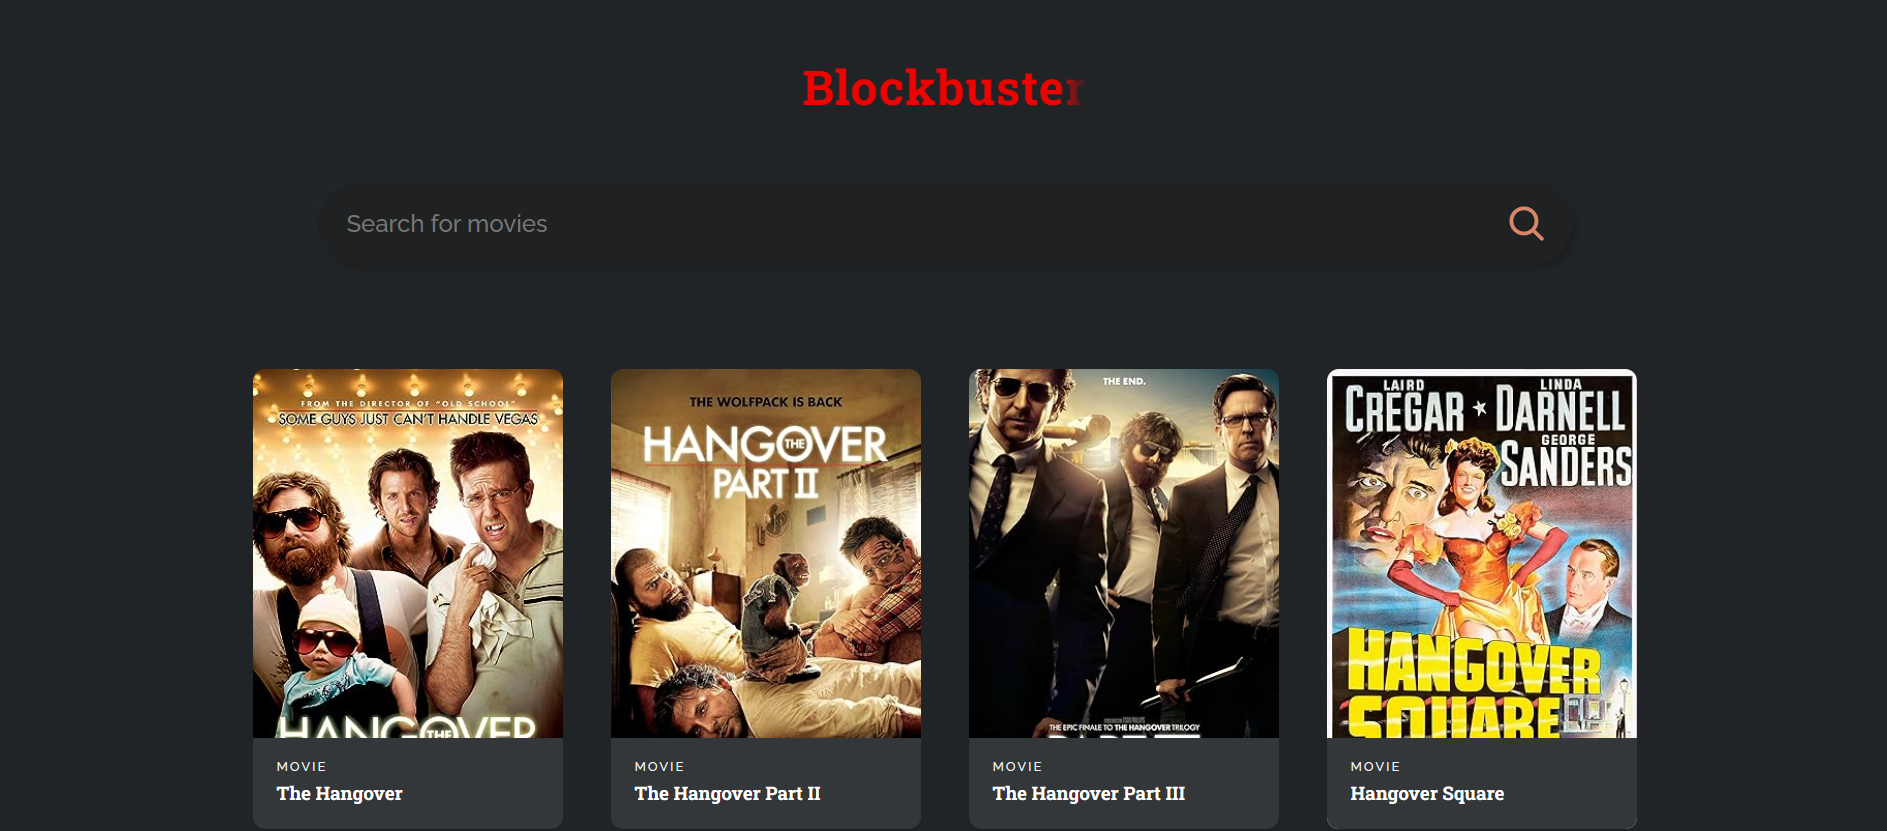 Blockbuster
Search for movies
FROM THE DIRECTOR OF "OLD SCHOOL"
SOME GUYS JUST CAN'T HANDLE VEGAS
THE HANGOVER
MOVIE
The Hangover
THE WOLFPACK IS BACK
THE HANGOVER
PART II
MOVIE
The Hangover Part II
THE END.
THE EPIC FINALE TO THE HANGOVER TRILOGY
MOVIE
The Hangover Part III
LAIRD CREGAR ★ LINDA DARNELL
GEORGE SANDERS
HANGOVER
SQUARE
MOVIE
Hangover Square